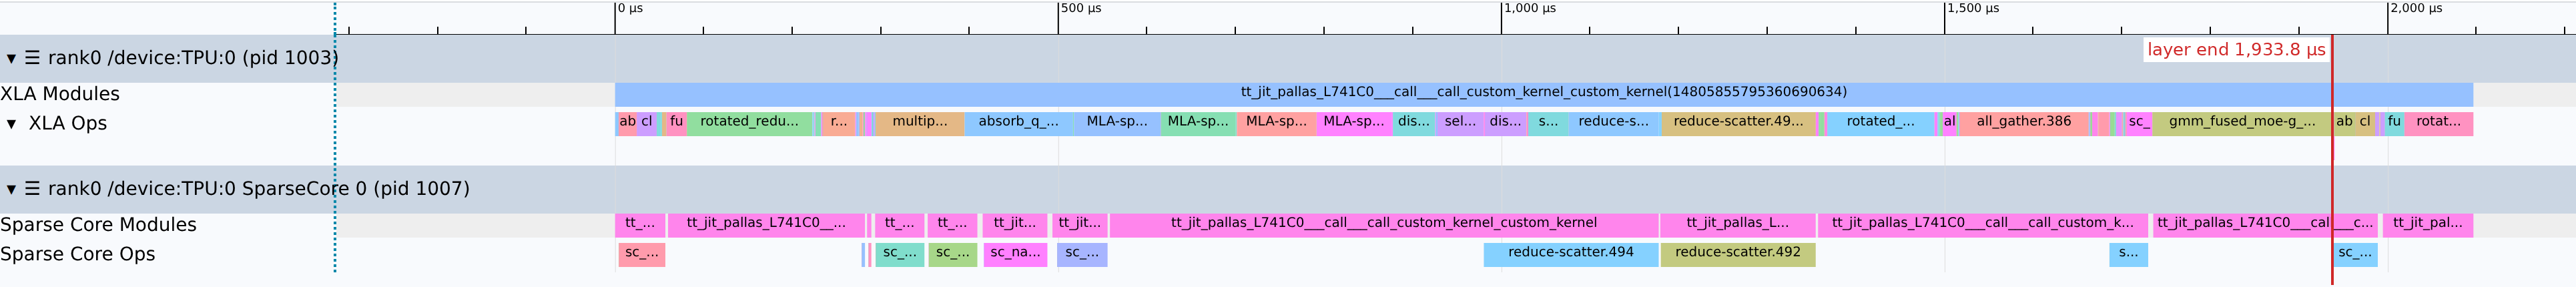 0 µs 500 µs 1,000 µs 1,500 µs 2,000 µs
▼ ☰ rank0 /device:TPU:0 (pid 1003)
layer end 1,933.8 µs
XLA Modules
tt_jit_pallas_L741C0___call___call_custom_kernel_custom_kernel(14805855795360690634)
▼ XLA Ops
ab cl fu rotated_redu... r... multip... absorb_q_... MLA-sp... MLA-sp... MLA-sp... MLA-sp... dis... sel... dis... s... reduce-s... reduce-scatter.49... rotated_... al all_gather.386 sc_ gmm_fused_moe-g_... ab cl fu rotat...
▼ ☰ rank0 /device:TPU:0 SparseCore 0 (pid 1007)
Sparse Core Modules
tt_... tt_jit_pallas_L741C0__... tt_... tt_... tt_jit... tt_jit... tt_jit_pallas_L741C0___call___call_custom_kernel_custom_kernel tt_jit_pallas_L... tt_jit_pallas_L741C0___call___call_custom_k... tt_jit_pallas_L741C0___cal___c... tt_jit_pal...
Sparse Core Ops
sc_... sc_... sc_... sc_na... sc_... reduce-scatter.494 reduce-scatter.492 s... sc_...